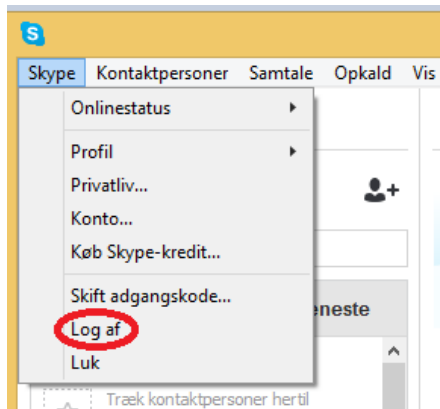 S
Skype Kontaktpersoner Samtale Opkald Vis
Onlinestatus
Profil
Privatliv...
Konto...
Køb Skype-kredit...
Skift adgangskode...
Log af
Luk
neste
Træk kontaktpersoner hertil